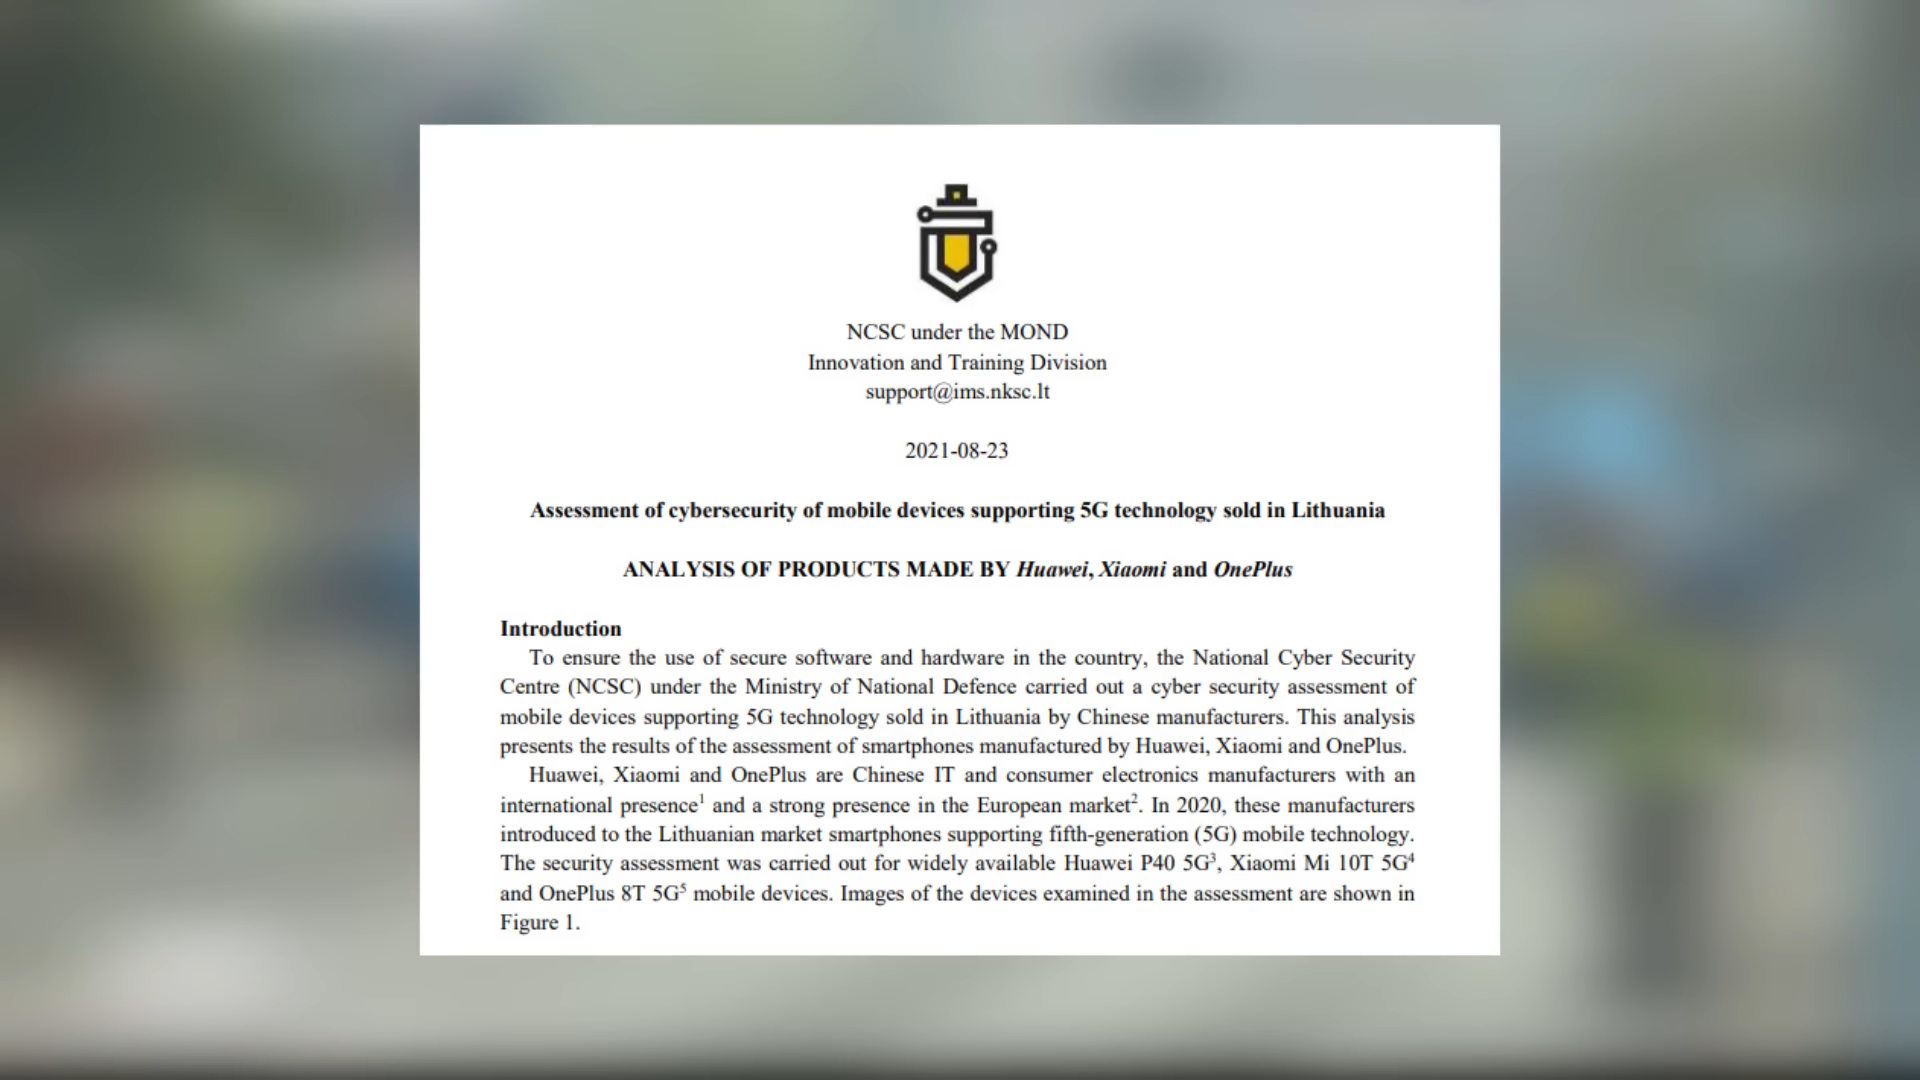 NCSC under the MOND
Innovation and Training Division
support@ims.nksc.lt
2021-08-23
Assessment of cybersecurity of mobile devices supporting 5G technology sold in Lithuania
ANALYSIS OF PRODUCTS MADE BY Huawei, Xiaomi and OnePlus
Introduction
To ensure the use of secure software and hardware in the country, the National Cyber Security
Centre (NCSC) under the Ministry of National Defence carried out a cyber security assessment of
mobile devices supporting 5G technology sold in Lithuania by Chinese manufacturers. This analysis
presents the results of the assessment of smartphones manufactured by Huawei, Xiaomi and OnePlus.
Huawei, Xiaomi and OnePlus are Chinese IT and consumer electronics manufacturers with an
international presence¹ and a strong presence in the European market². In 2020, these manufacturers
introduced to the Lithuanian market smartphones supporting fifth-generation (5G) mobile technology.
The security assessment was carried out for widely available Huawei P40 5G³, Xiaomi Mi 10T 5G⁴
and OnePlus 8T 5G⁵ mobile devices. Images of the devices examined in the assessment are shown in
Figure 1.